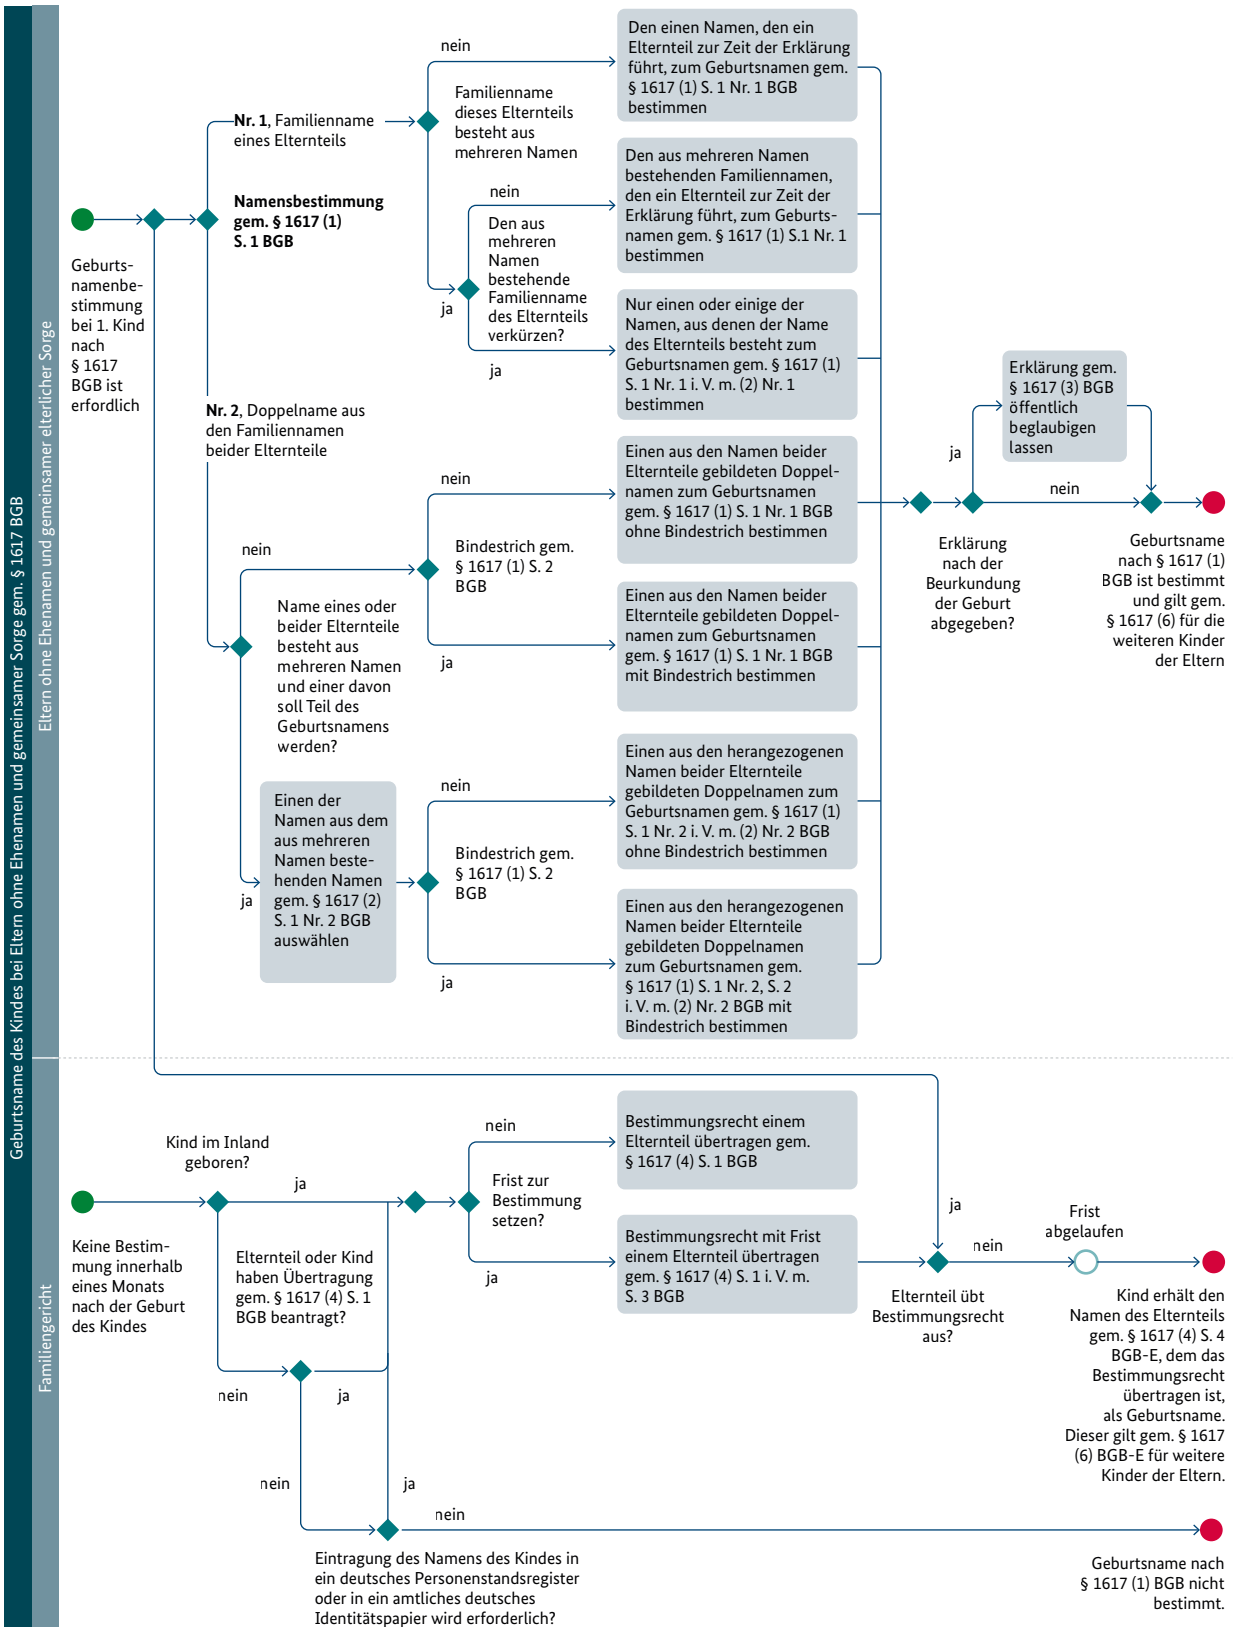 Geburtsname des Kindes bei Eltern ohne Ehenamen und gemeinsamer Sorge gem. § 1617 BGB
Eltern ohne Ehenamen und gemeinsamer elterlicher Sorge
Geburts-
namenbe-
stimmung
bei 1. Kind
nach
§ 1617
BGB ist
erfordlich
Namensbestimmung
gem. § 1617 (1)
S. 1 BGB
Nr. 1, Familienname
eines Elternteils
nein
Familienname
dieses Elternteils
besteht aus
mehreren Namen
ja
nein
Den aus
mehreren
Namen
bestehende
Familienname
des Elternteils
verkürzen?
ja
Den einen Namen, den ein
Elternteil zur Zeit der Erklärung
führt, zum Geburtsnamen gem.
§ 1617 (1) S. 1 Nr. 1 BGB
bestimmen
Den aus mehreren Namen
bestehenden Familiennamen,
den ein Elternteil zur Zeit der
Erklärung führt, zum Geburts-
namen gem. § 1617 (1) S.1 Nr. 1
bestimmen
Nur einen oder einige der
Namen, aus denen der Name
des Elternteils besteht zum
Geburtsnamen gem. § 1617 (1)
S. 1 Nr. 1 i. V. m. (2) Nr. 1
bestimmen
Nr. 2, Doppelname aus
den Familiennamen
beider Elternteile
nein
Name eines oder
beider Elternteile
besteht aus
mehreren Namen
und einer davon
soll Teil des
Geburtsnamens
werden?
nein
Bindestrich gem.
§ 1617 (1) S. 2
BGB
ja
Einen aus den Namen beider
Elternteile gebildeten Doppel-
namen zum Geburtsnamen
gem. § 1617 (1) S. 1 Nr. 1 BGB
ohne Bindestrich bestimmen
Einen aus den Namen beider
Elternteile gebildeten Doppel-
namen zum Geburtsnamen
gem. § 1617 (1) S. 1 Nr. 1 BGB
mit Bindestrich bestimmen
ja
Einen der
Namen aus dem
aus mehreren
Namen beste-
henden Namen
gem. § 1617 (2)
S. 1 Nr. 2 BGB
auswählen
nein
Bindestrich gem.
§ 1617 (1) S. 2
BGB
ja
Einen aus den herangezogenen
Namen beider Elternteile
gebildeten Doppelnamen zum
Geburtsnamen gem. § 1617 (1)
S. 1 Nr. 2 i. V. m. (2) Nr. 2 BGB
ohne Bindestrich bestimmen
Einen aus den herangezogenen
Namen beider Elternteile
gebildeten Doppelnamen
zum Geburtsnamen gem.
§ 1617 (1) S. 1 Nr. 2, S. 2
i. V. m. (2) Nr. 2 BGB mit
Bindestrich bestimmen
Erklärung
nach der
Beurkundung
der Geburt
abgegeben?
ja
Erklärung gem.
§ 1617 (3) BGB
öffentlich
beglaubigen
lassen
nein
Geburtsname
nach § 1617 (1)
BGB ist bestimmt
und gilt gem.
§ 1617 (6) für die
weiteren Kinder
der Eltern
Familiengericht
Keine Bestim-
mung innerhalb
eines Monats
nach der Geburt
des Kindes
Kind im Inland
geboren?
ja
nein
Elternteil oder Kind
haben Übertragung
gem. § 1617 (4) S. 1
BGB beantragt?
ja
nein
ja
Eintragung des Namens des Kindes in
ein deutsches Personenstandsregister
oder in ein amtliches deutsches
Identitätspapier wird erforderlich?
nein
Frist zur
Bestimmung
setzen?
nein
ja
Bestimmungsrecht einem
Elternteil übertragen gem.
§ 1617 (4) S. 1 BGB
Bestimmungsrecht mit Frist
einem Elternteil übertragen
gem. § 1617 (4) S. 1 i. V. m.
S. 3 BGB
ja
Elternteil übt
Bestimmungsrecht
aus?
nein
Frist
abgelaufen
Kind erhält den
Namen des Elternteils
gem. § 1617 (4) S. 4
BGB-E, dem das
Bestimmungsrecht
übertragen ist,
als Geburtsname.
Dieser gilt gem. § 1617
(6) BGB-E für weitere
Kinder der Eltern.
Geburtsname nach
§ 1617 (1) BGB nicht
bestimmt.